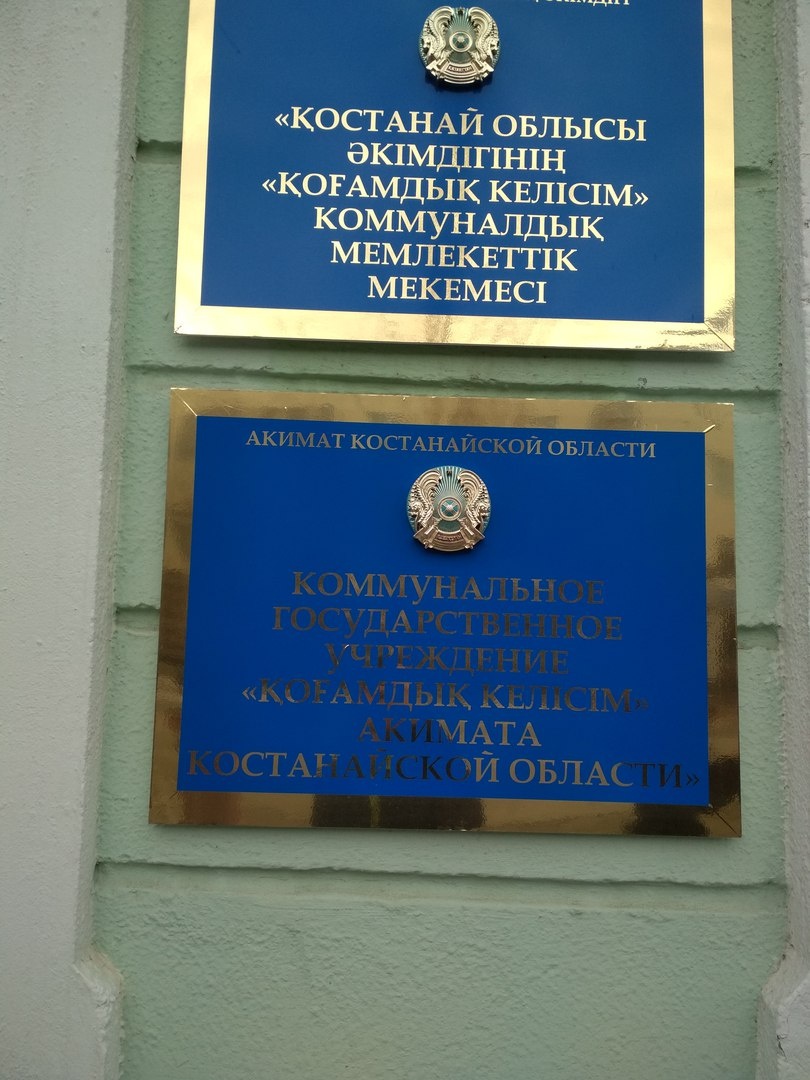 «ҚОСТАНАЙ ОБЛЫСЫ
ӘКІМДІГІНІҢ
«ҚОҒАМДЫҚ КЕЛІСІМ»
КОММУНАЛДЫҚ
МЕМЛЕКЕТТІК
МЕКЕМЕСІ
АКИМАТ КОСТАНАЙСКОЙ ОБЛАСТИ
КОММУНАЛЬНОЕ
ГОСУДАРСТВЕННОЕ
УЧРЕЖДЕНИЕ
«ҚОҒАМДЫҚ КЕЛІСІМ»
АКИМАТА
КОСТАНАЙСКОЙ ОБЛАСТИ»